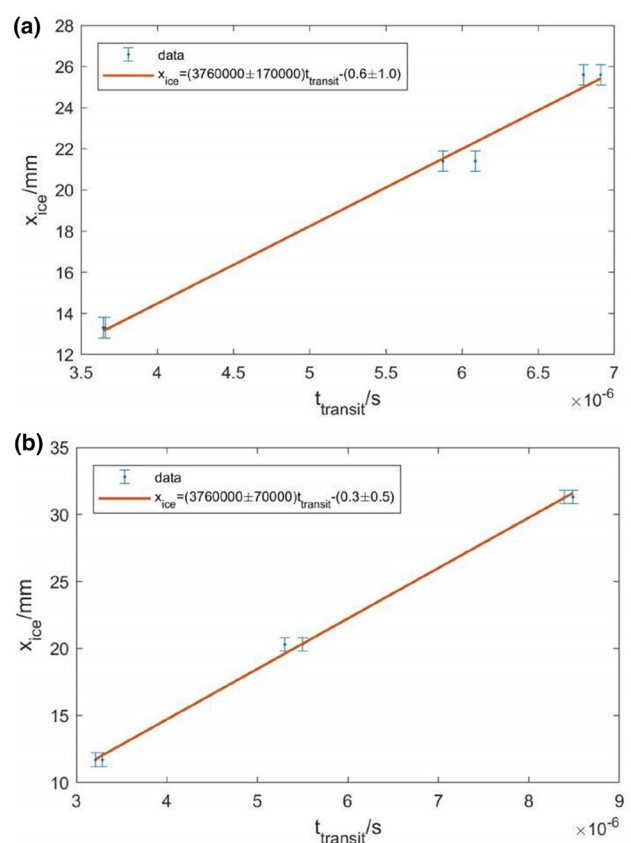 (a)
28
26
24
22
20
18
16
14
12
x_ice/mm
data
x_ice=(3760000±170000)t_transit-(0.6±1.0)
3.5 4 4.5 5 5.5 6 6.5 7
t_transit/s
×10^-6
(b)
35
30
25
20
15
10
x_ice/mm
data
x_ice=(3760000±70000)t_transit-(0.3±0.5)
3 4 5 6 7 8 9
t_transit/s
×10^-6